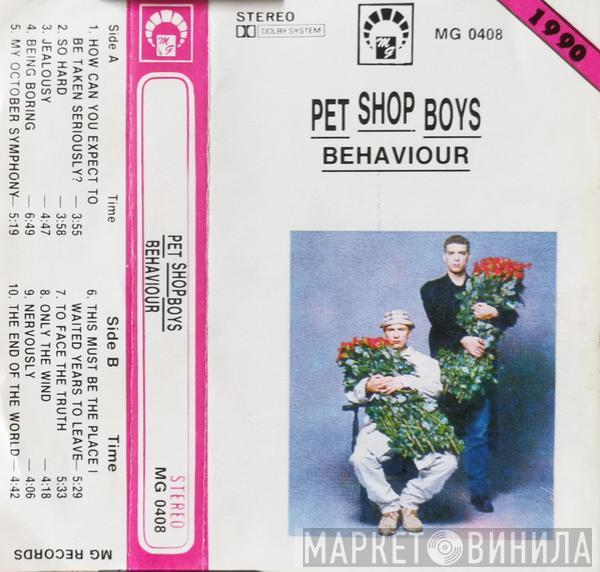 Side A Time
1. HOW CAN YOU EXPECT TO
BE TAKEN SERIOUSLY? — 3:55
2. SO HARD — 3:58
3. JEALOUSY — 4:47
4. BEING BORING — 6:49
5. MY OCTOBER SYMPHONY— 5:19
Side B Time
6. THIS MUST BE THE PLACE I
WAITED YEARS TO LEAVE— 5:29
7. TO FACE THE TRUTH 5:33
8. ONLY THE WIND — 4:18
9. NERVOUSLY — 4:06
10. THE END OF THE WORLD — 4:42
MG RECORDS
MG
PET SHOP BOYS
BEHAVIOUR
STEREO
MG 0408
STEREO
DOLBY SYSTEM
MG
MG 0408
1990
PET SHOP BOYS
BEHAVIOUR
МАРКЕТ ВИНИЛА